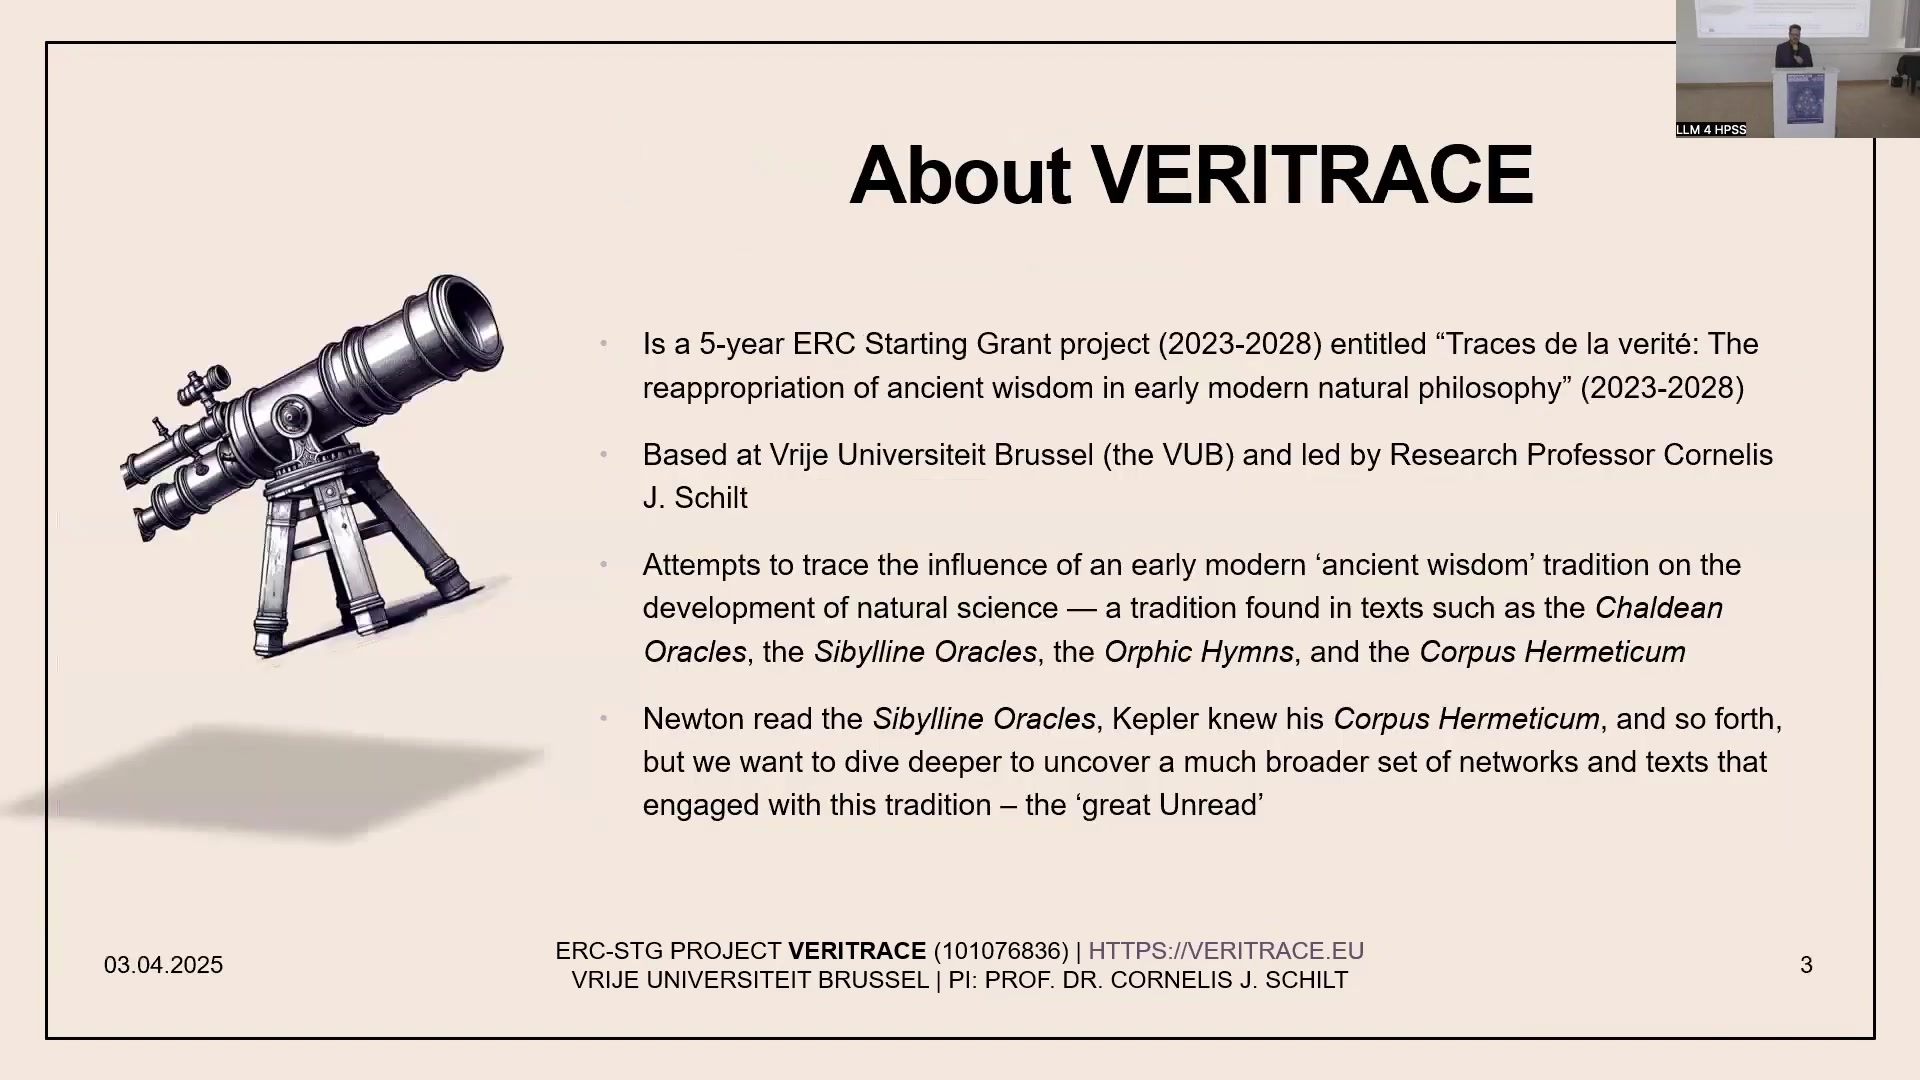 LLM 4 HPSS
About VERITRACE
• Is a 5-year ERC Starting Grant project (2023-2028) entitled “Traces de la verité: The
reappropriation of ancient wisdom in early modern natural philosophy” (2023-2028)
• Based at Vrije Universiteit Brussel (the VUB) and led by Research Professor Cornelis
J. Schilt
• Attempts to trace the influence of an early modern ‘ancient wisdom’ tradition on the
development of natural science — a tradition found in texts such as the Chaldean
Oracles, the Sibylline Oracles, the Orphic Hymns, and the Corpus Hermeticum
• Newton read the Sibylline Oracles, Kepler knew his Corpus Hermeticum, and so forth,
but we want to dive deeper to uncover a much broader set of networks and texts that
engaged with this tradition – the ‘great Unread’
03.04.2025
ERC-STG PROJECT VERITRACE (101076836) | HTTPS://VERITRACE.EU
VRIJE UNIVERSITEIT BRUSSEL | PI: PROF. DR. CORNELIS J. SCHILT
3